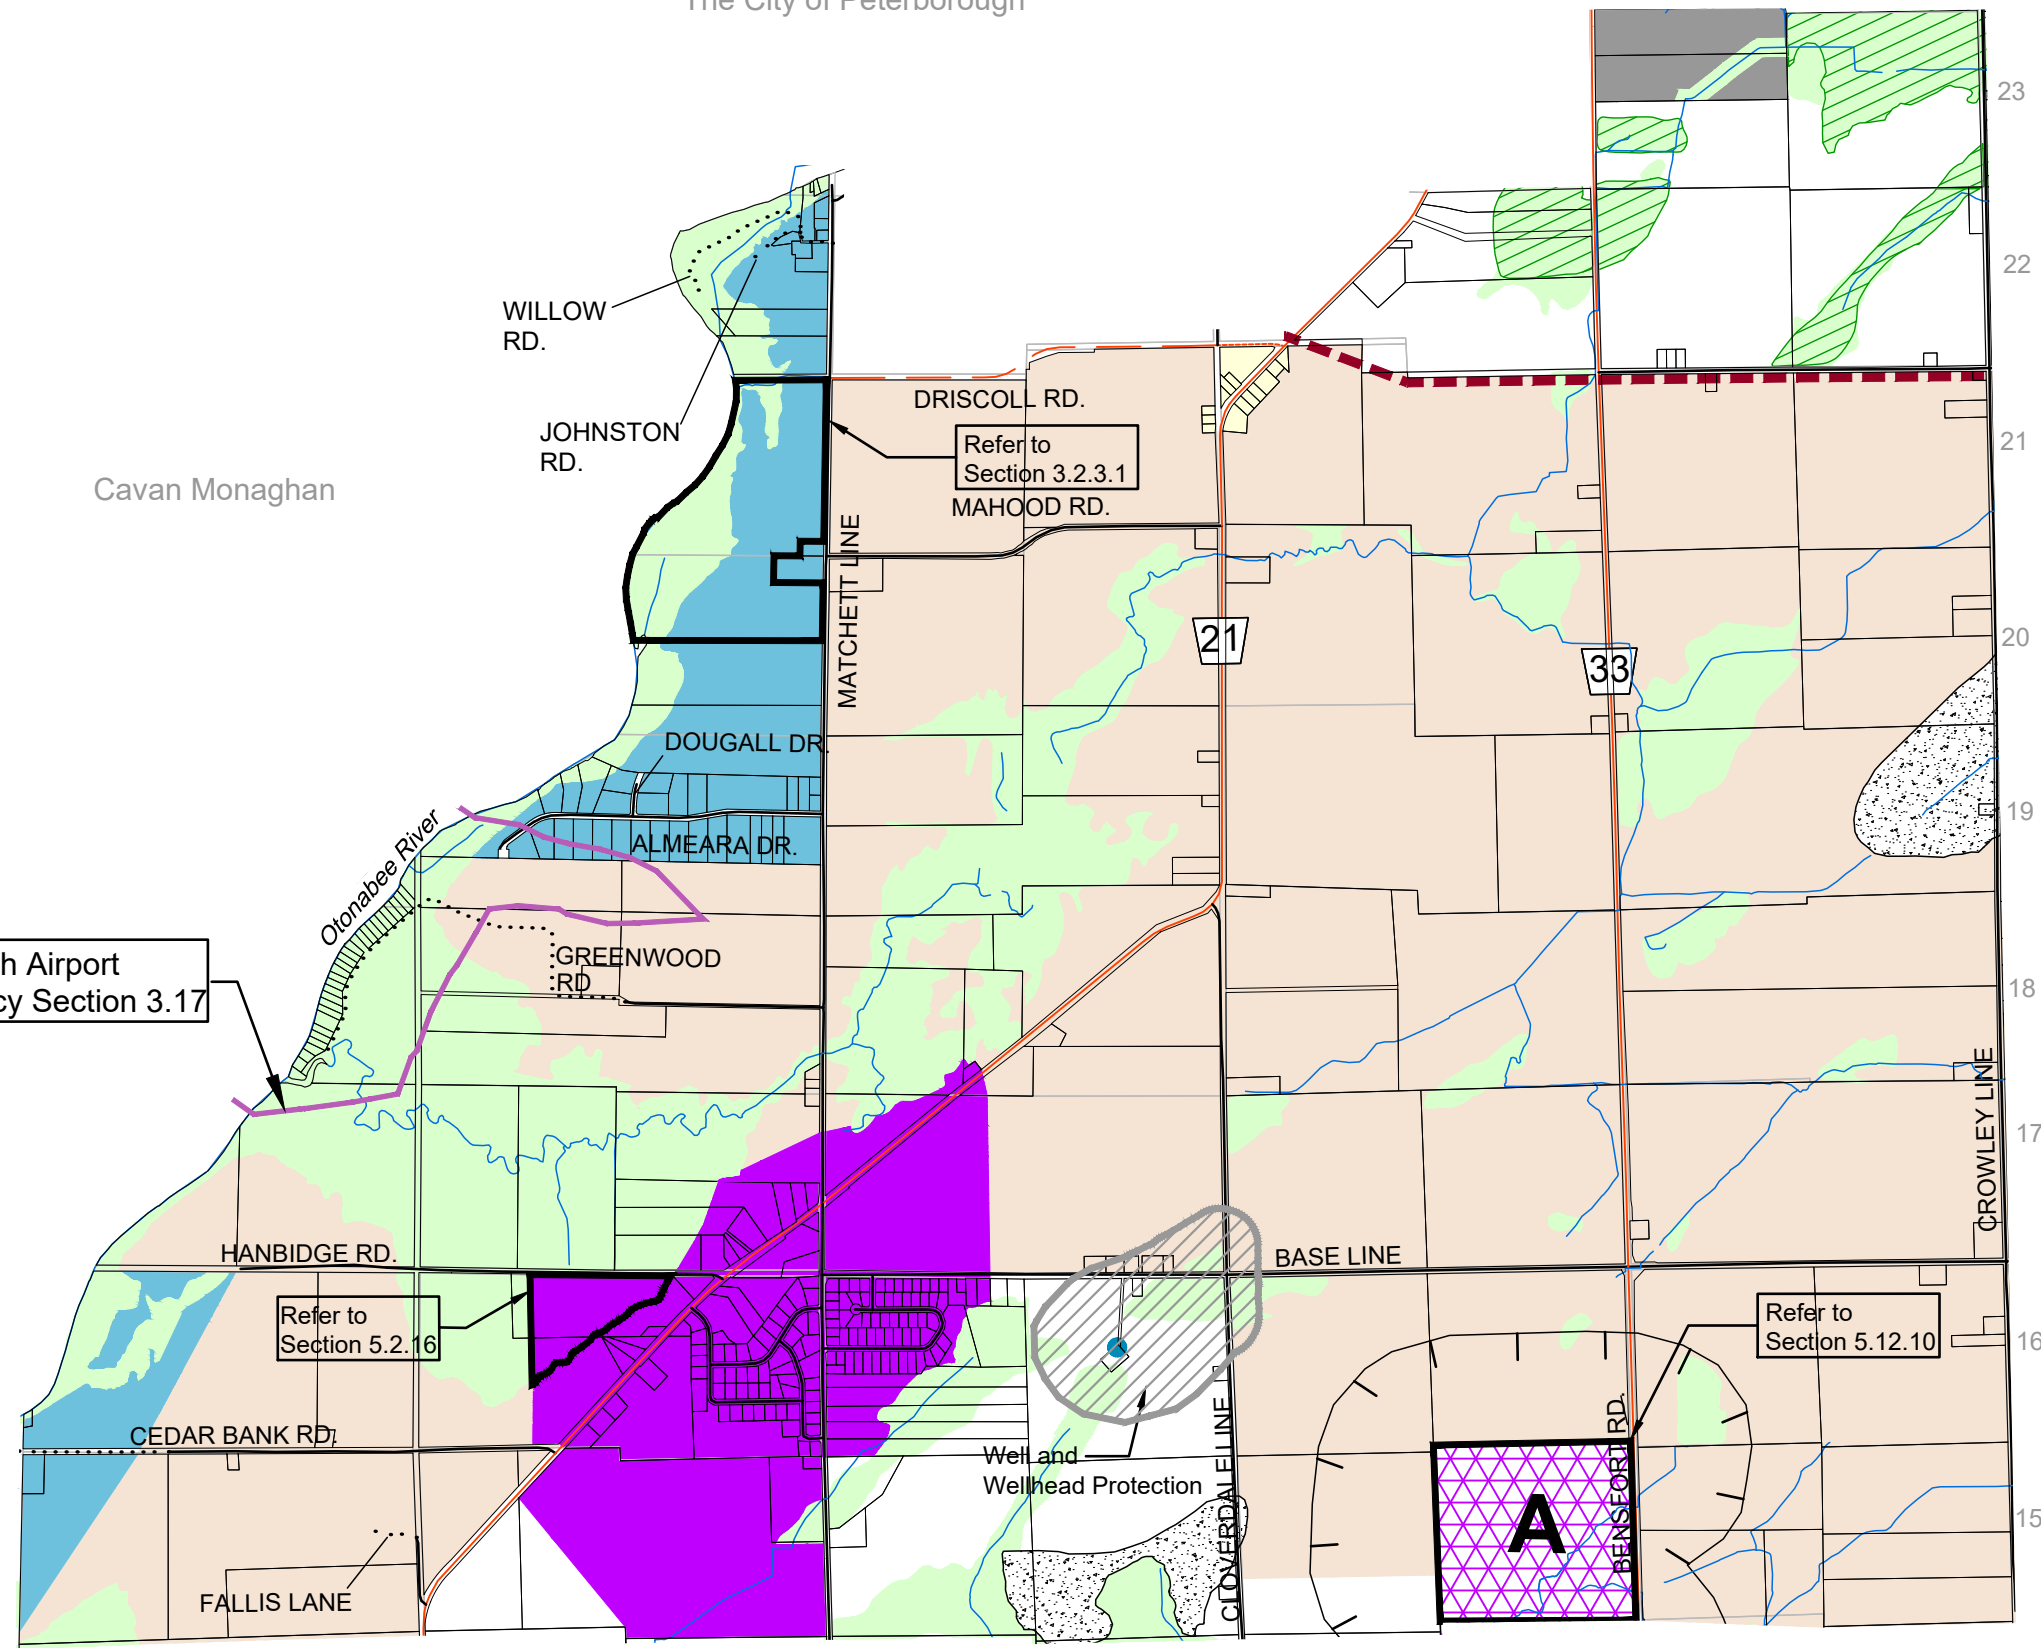 The City of Peterborough
23
22
WILLOW
RD.
DRISCOLL RD.
JOHNSTON
RD.
Refer to
Section 3.2.3.1
21
Cavan Monaghan
MAHOOD RD.
MATCHETT LINE
21
33
20
DOUGALL DR.
19
Otonabee River
ALMEARA DR.
GREENWOOD
RD
h Airport
cy Section 3.17
18
CROWLEY LINE
17
HANBIDGE RD.
BASE LINE
Refer to
Section 5.2.16
Refer to
Section 5.12.10
16
CEDAR BANK RD.
Well and
Wellhead Protection
CLOVERDALE LINE
BENSFORT RD.
A
15
FALLIS LANE